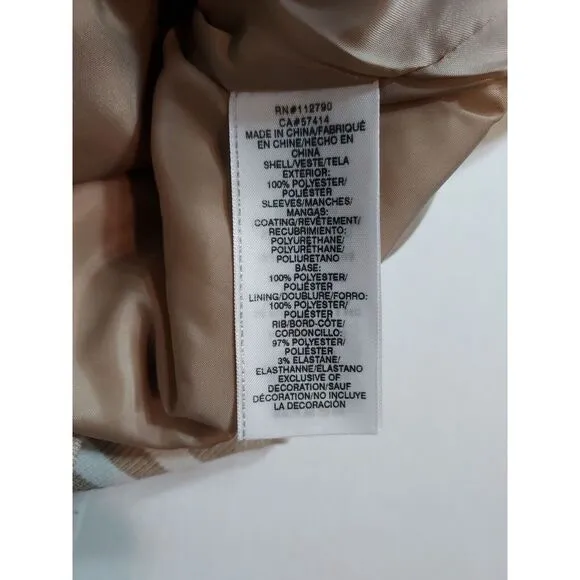 RN#112790
CA#57414
MADE IN CHINA/FABRIQUÉ
EN CHINE/HECHO EN
CHINA
SHELL/VESTE/TELA
EXTERIOR:
100% POLYESTER/
POLIÉSTER
SLEEVES/MANCHES/
MANGAS:
COATING/REVÊTEMENT/
RECUBRIMIENTO:
POLYURETHANE/
POLYURÉTHANE/
POLIURETANO
BASE:
100% POLYESTER/
POLIÉSTER
LINING/DOUBLURE/FORRO:
100% POLYESTER/
POLIÉSTER
RIB/BORD-CÔTE/
CORDONCILLO:
97% POLYESTER/
POLIÉSTER
3% ELASTANE/
ELASTHANNE/ELASTANO
EXCLUSIVE OF
DECORATION/SAUF
DÉCORATION/NO INCLUYE
LA DECORACIÓN